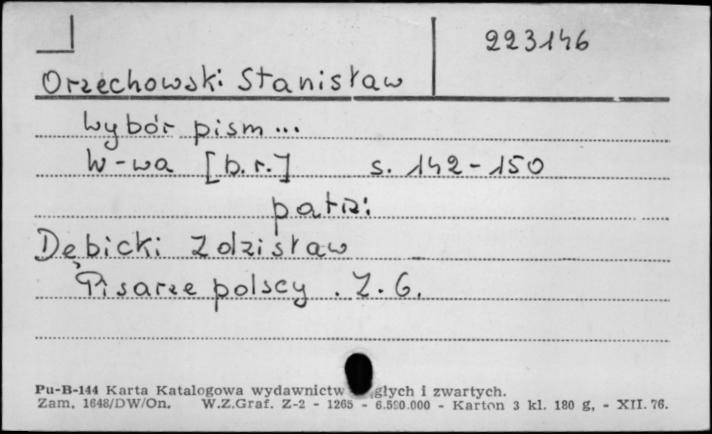 223146
Orzechowski Stanisław
Wybór pism...
W-wa [b.r.] s. 142-150
patrz:
Dębicki Zdzisław
Pisarze polscy. Z. 6.
Pu-B-144 Karta Katalogowa wydawnictw głych i zwartych.
Zam. 1648/DW/On. W.Z.Graf. Z-2 - 1265 - 6.500.000 - Karton 3 kl. 180 g, - XII. 76.